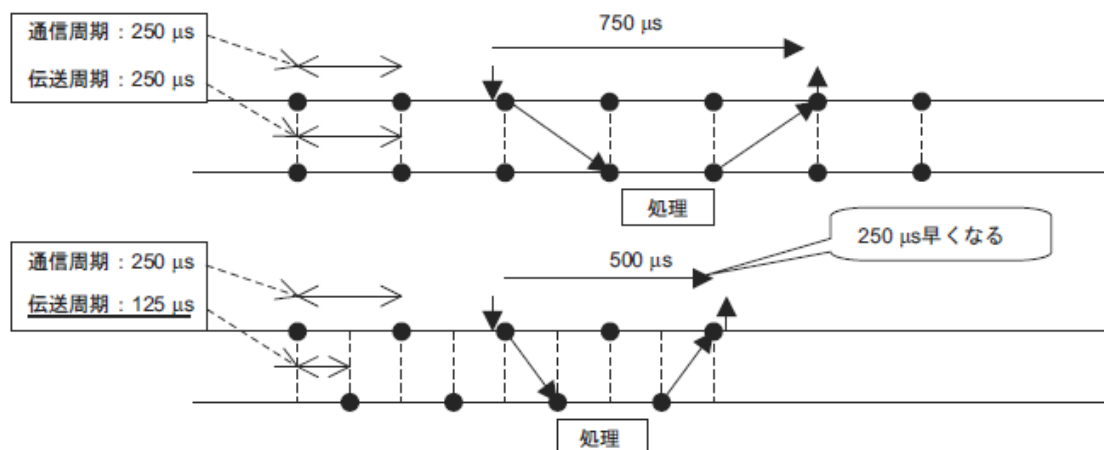 通信周期：250 μs
伝送周期：250 μs
750 μs
処理
通信周期：250 μs
伝送周期：125 μs
500 μs
250 μs早くなる
処理